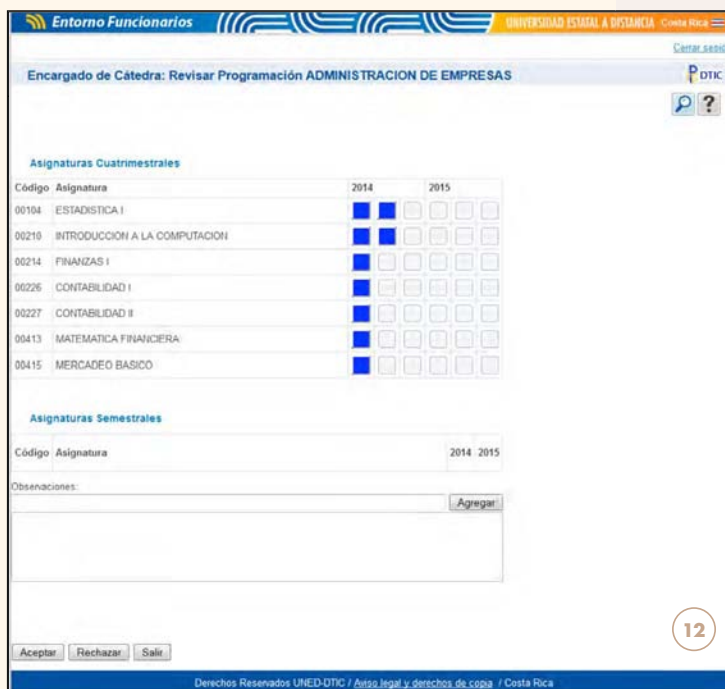 Entorno Funcionarios
UNIVERSIDAD ESTATAL A DISTANCIA Costa Rica
Cerrar sesió
Encargado de Cátedra: Revisar Programación ADMINISTRACION DE EMPRESAS
DTIC
?
Asignaturas Cuatrimestrales
Código Asignatura 2014 2015
00104 ESTADISTICA I
00210 INTRODUCCION A LA COMPUTACION
00214 FINANZAS I
00226 CONTABILIDAD I
00227 CONTABILIDAD II
00413 MATEMATICA FINANCIERA
00415 MERCADEO BASICO
Asignaturas Semestrales
Código Asignatura 2014 2015
Observaciones:
Agregar
12
Aceptar Rechazar Salir
Derechos Reservados UNED-DTIC / Aviso legal y derechos de copia / Costa Rica